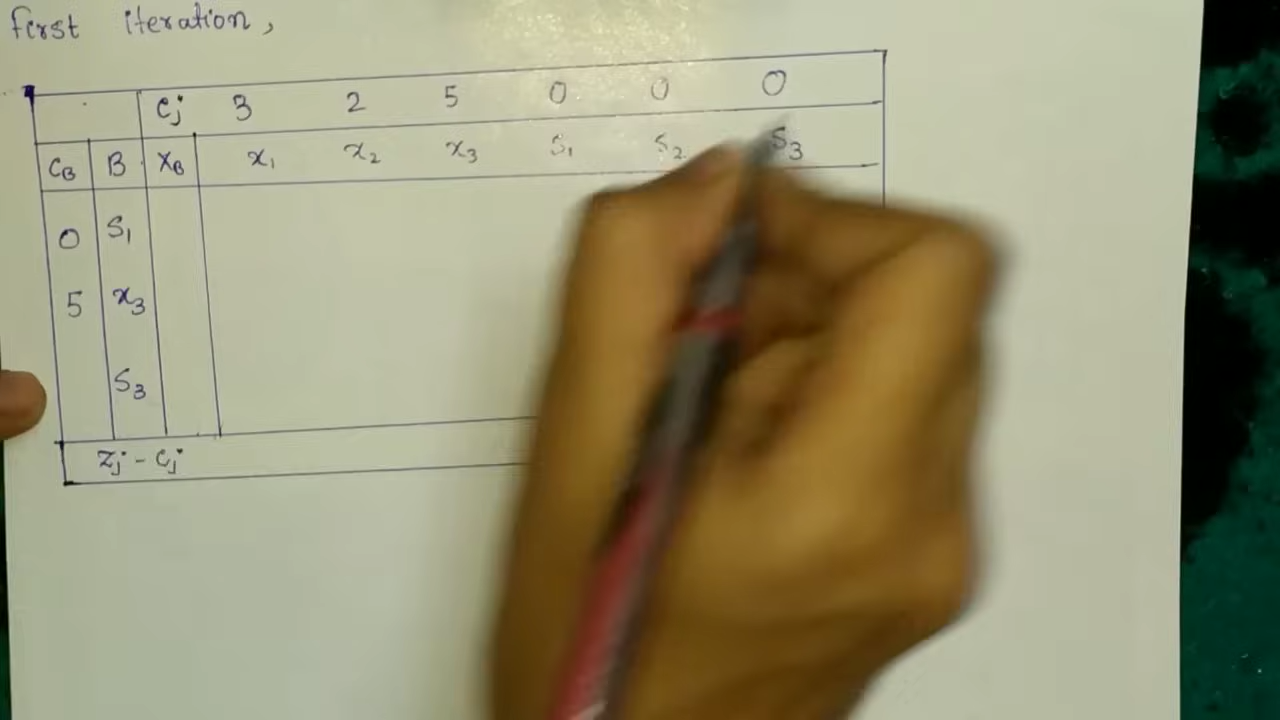 first iteration,
Cj 3 2 5 0 0 0
CB B XB x1 x2 x3 S1 S2 S3
0 S1
5 x3
S3
Zj - Cj